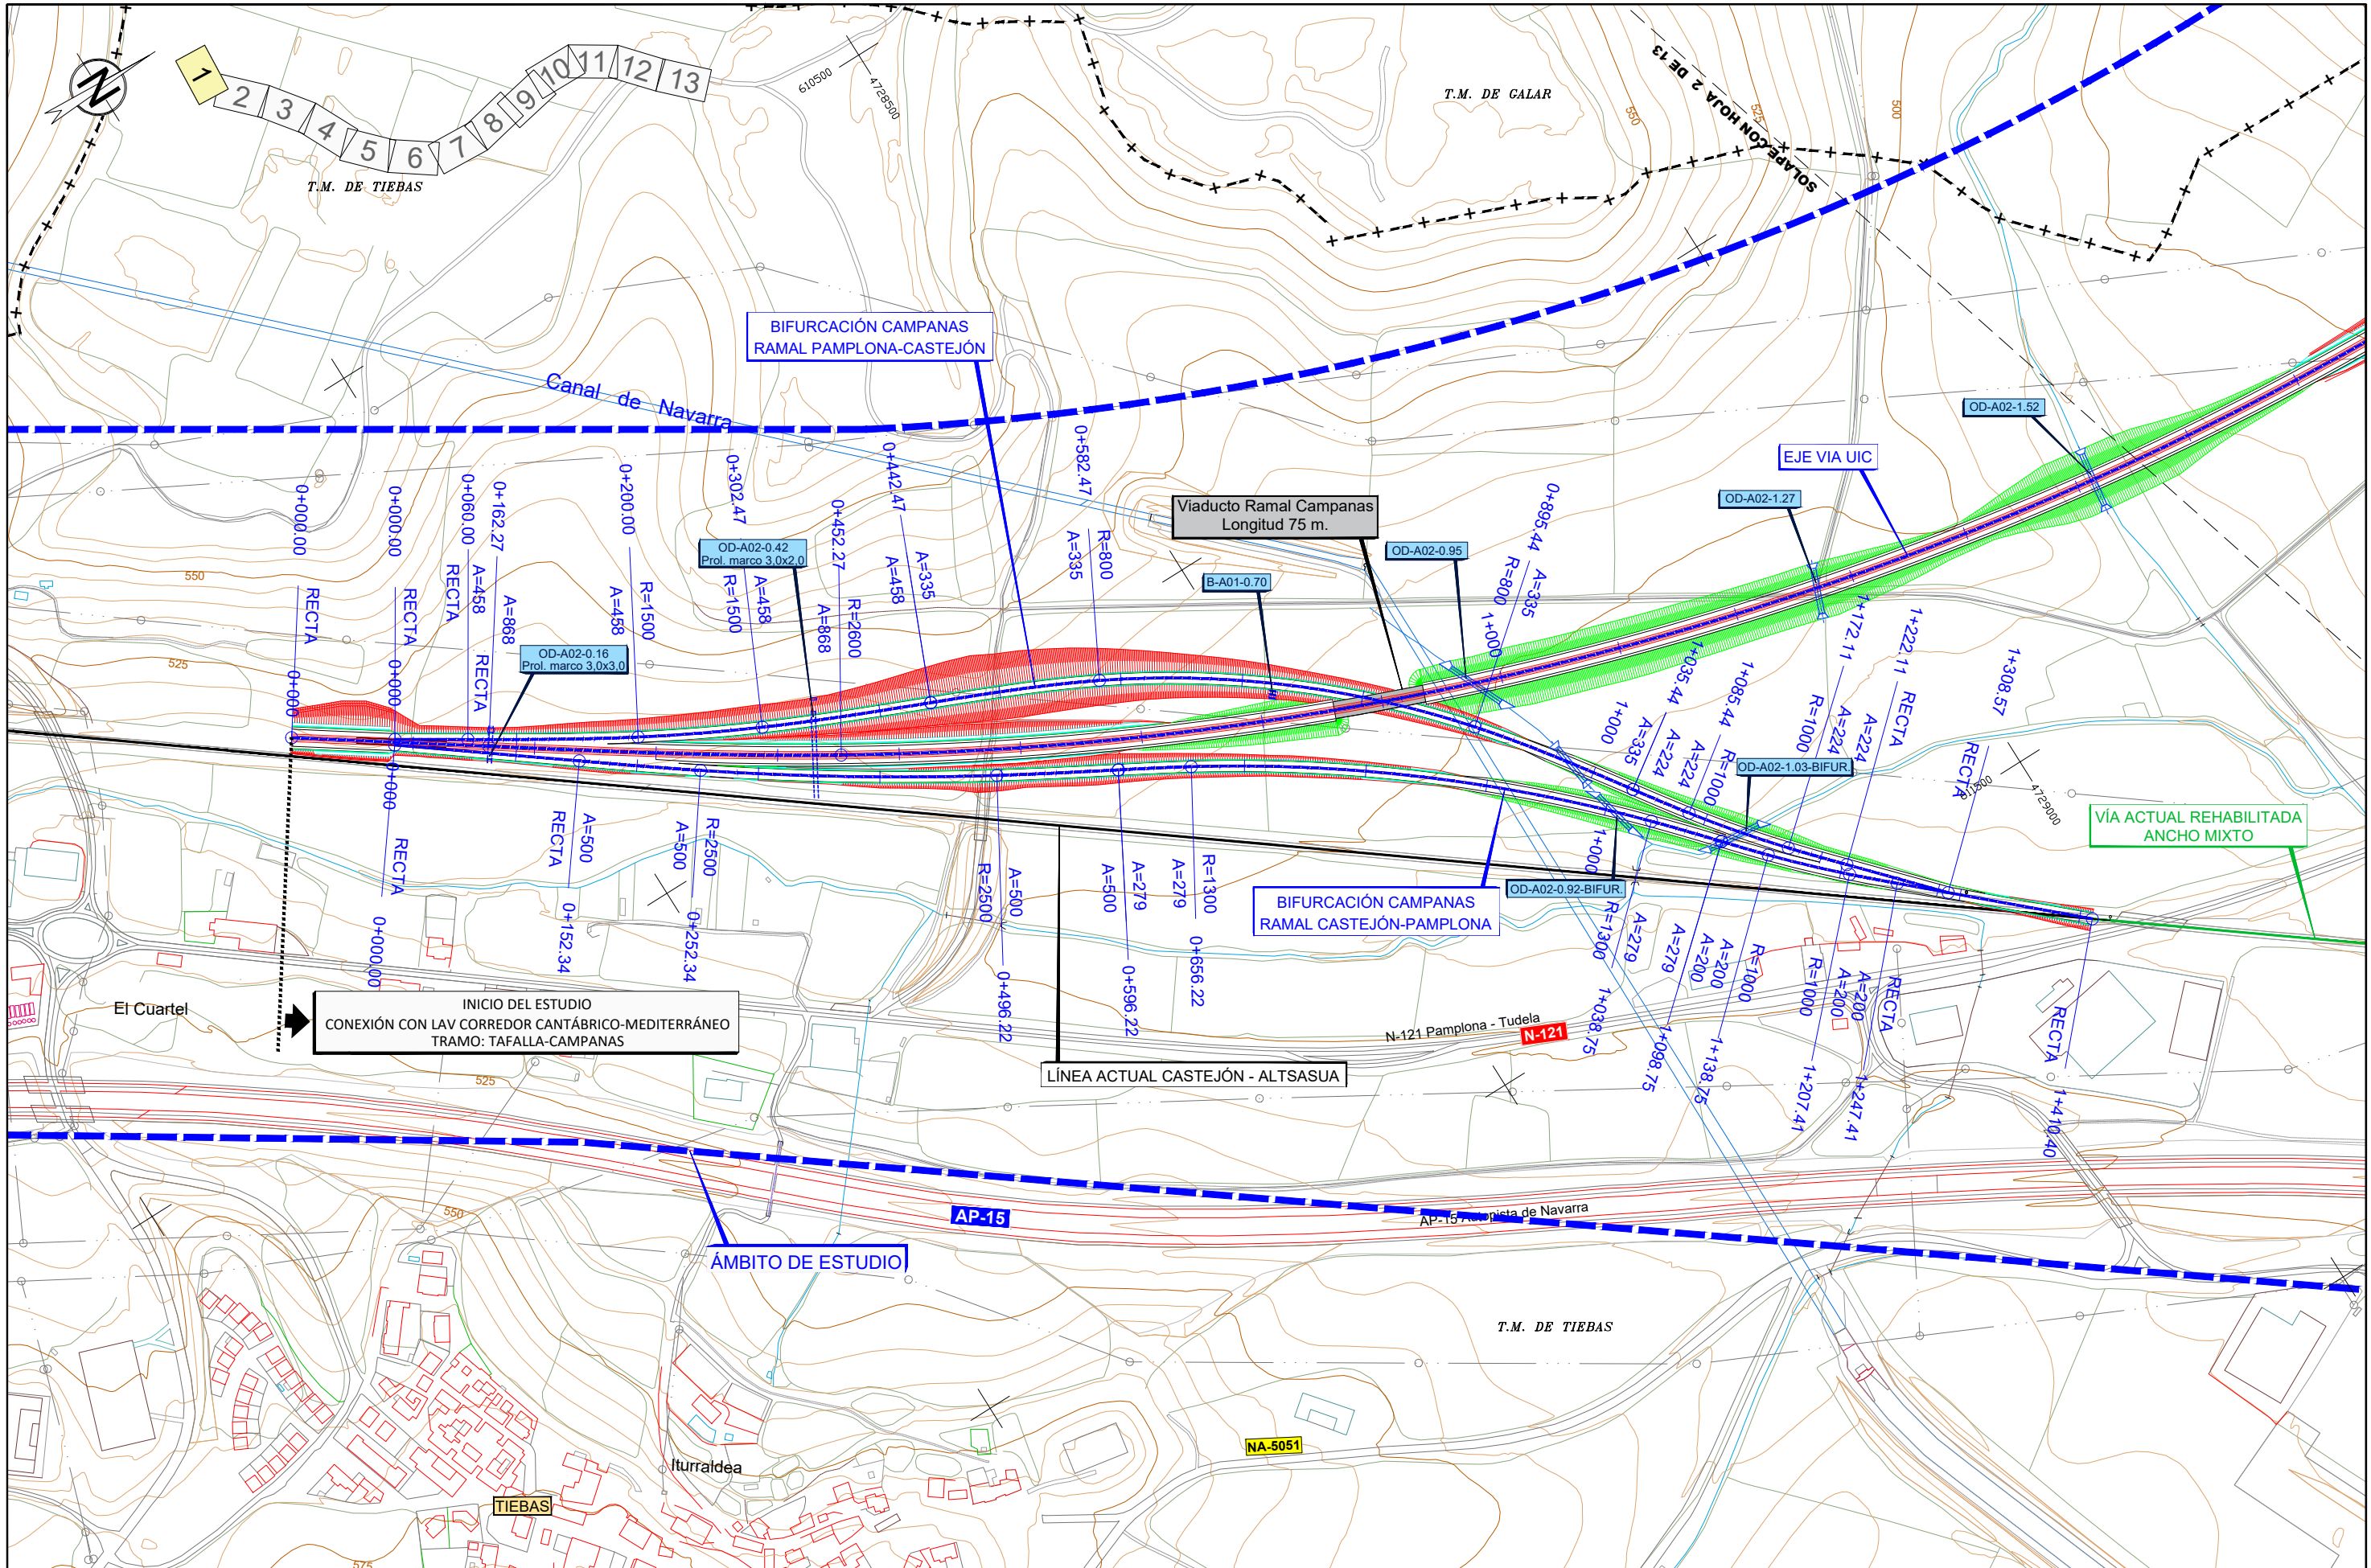 N
1
2
3
4
5
6
7
8
9
10
11
12
13
T.M. DE TIEBAS
610500
4728500
T.M. DE GALAR
SOLAPE CON HOJA 2 DE 13
550
525
500
BIFURCACIÓN CAMPANAS
RAMAL PAMPLONA-CASTEJÓN
Canal de Navarra
OD-A02-1.52
EJE VIA UIC
OD-A02-1.27
Viaducto Ramal Campanas
Longitud 75 m.
OD-A02-0.95
B-A01-0.70
OD-A02-0.42
Prol. marco 3,0x2,0
OD-A02-0.16
Prol. marco 3,0x3,0
550
525
0+000.00
RECTA
0+000
0+000.00
RECTA
0+000
0+060.00
RECTA
A=458
0+162.27
RECTA
A=868
0+200.00
A=458
R=1500
0+302.47
R=1500
A=458
0+452.27
A=868
R=2600
0+442.47
A=458
A=335
0+582.47
A=335
R=800
0+895.44
R=800
A=335
1+000
1+000
1+035.44
A=335
A=224
1+085.44
A=224
R=1000
1+172.11
R=1000
A=224
1+222.11
A=224
RECTA
1+308.57
RECTA
611500
4729000
OD-A02-1.03-BIFUR.
VÍA ACTUAL REHABILITADA
ANCHO MIXTO
0+000
RECTA
0+000.00
RECTA
A=500
0+152.34
A=500
R=2500
0+252.34
R=2500
A=500
0+496.22
A=500
A=279
0+596.22
A=279
R=1300
0+656.22
1+000
OD-A02-0.92-BIFUR.
R=1300
A=279
1+038.75
A=279
A=200
1+098.75
A=200
R=1000
1+138.75
R=1000
A=200
1+207.41
A=200
RECTA
1+247.41
RECTA
1+410.40
BIFURCACIÓN CAMPANAS
RAMAL CASTEJÓN-PAMPLONA
El Cuartel
INICIO DEL ESTUDIO
CONEXIÓN CON LAV CORREDOR CANTÁBRICO-MEDITERRÁNEO
TRAMO: TAFALLA-CAMPANAS
N-121 Pamplona - Tudela
N-121
LÍNEA ACTUAL CASTEJÓN - ALTSASUA
525
550
AP-15
AP-15 Autopista de Navarra
ÁMBITO DE ESTUDIO
T.M. DE TIEBAS
NA-5051
Iturraldea
TIEBAS
575